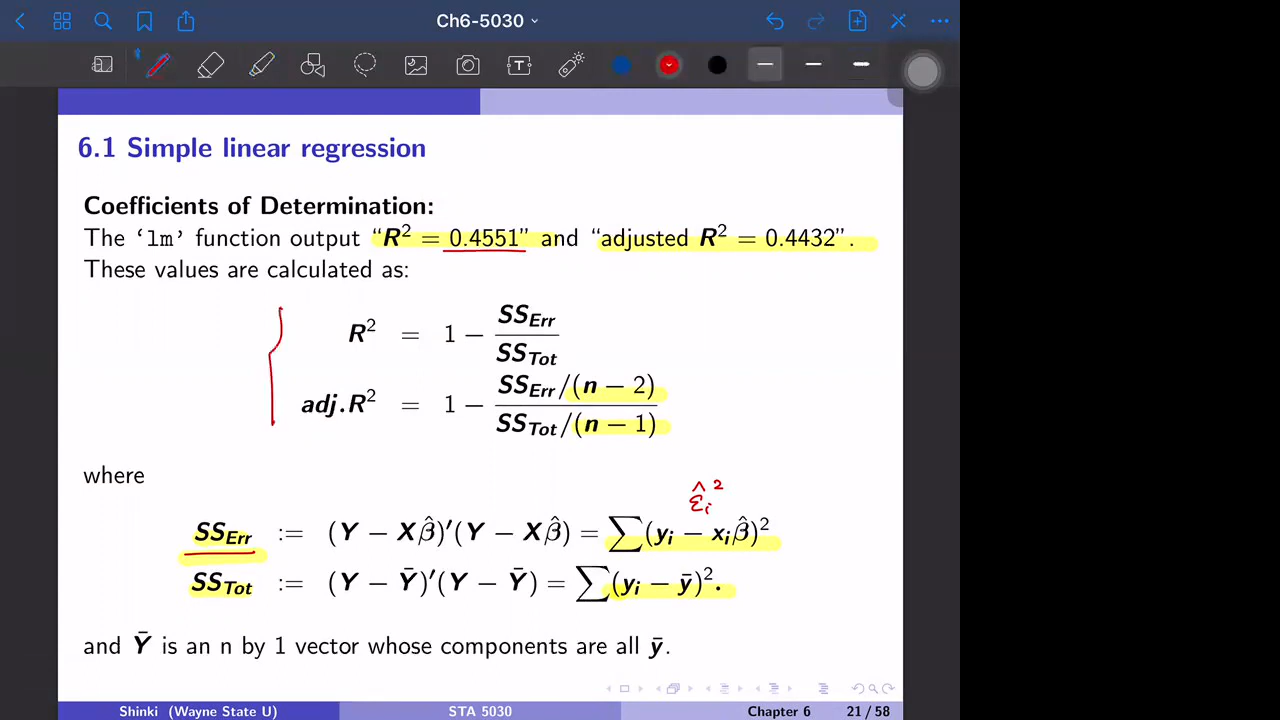 Ch6-5030
T
6.1 Simple linear regression
Coefficients of Determination:
The ‘lm’ function output “R² = 0.4551” and “adjusted R² = 0.4432”.
These values are calculated as:
R² = 1 − SS_Err / SS_Tot
adj.R² = 1 − SS_Err/(n − 2) / SS_Tot/(n − 1)
where
ε̂ᵢ²
SS_Err := (Y − Xβ̂)′(Y − Xβ̂) = ∑(yᵢ − xᵢβ̂)²
SS_Tot := (Y − Ȳ)′(Y − Ȳ) = ∑(yᵢ − ȳ)².
and Ȳ is an n by 1 vector whose components are all ȳ.
Shinki (Wayne State U) STA 5030 Chapter 6 21 / 58